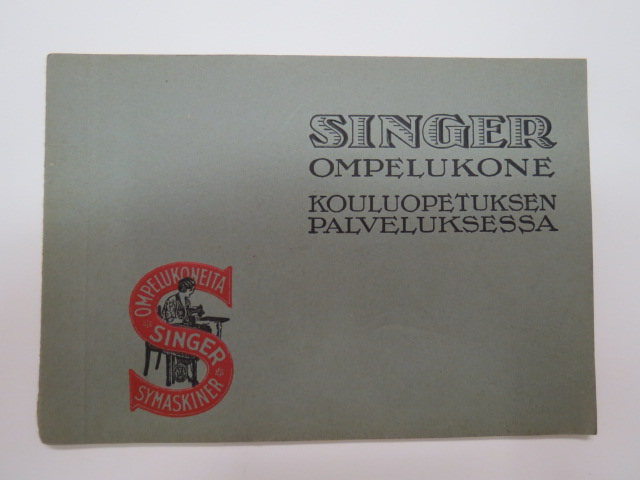 SINGER
OMPELUKONE
KOULUOPETUKSEN
PALVELUKSESSA
OMPELUKONEITA
SINGER
SYMASKINER